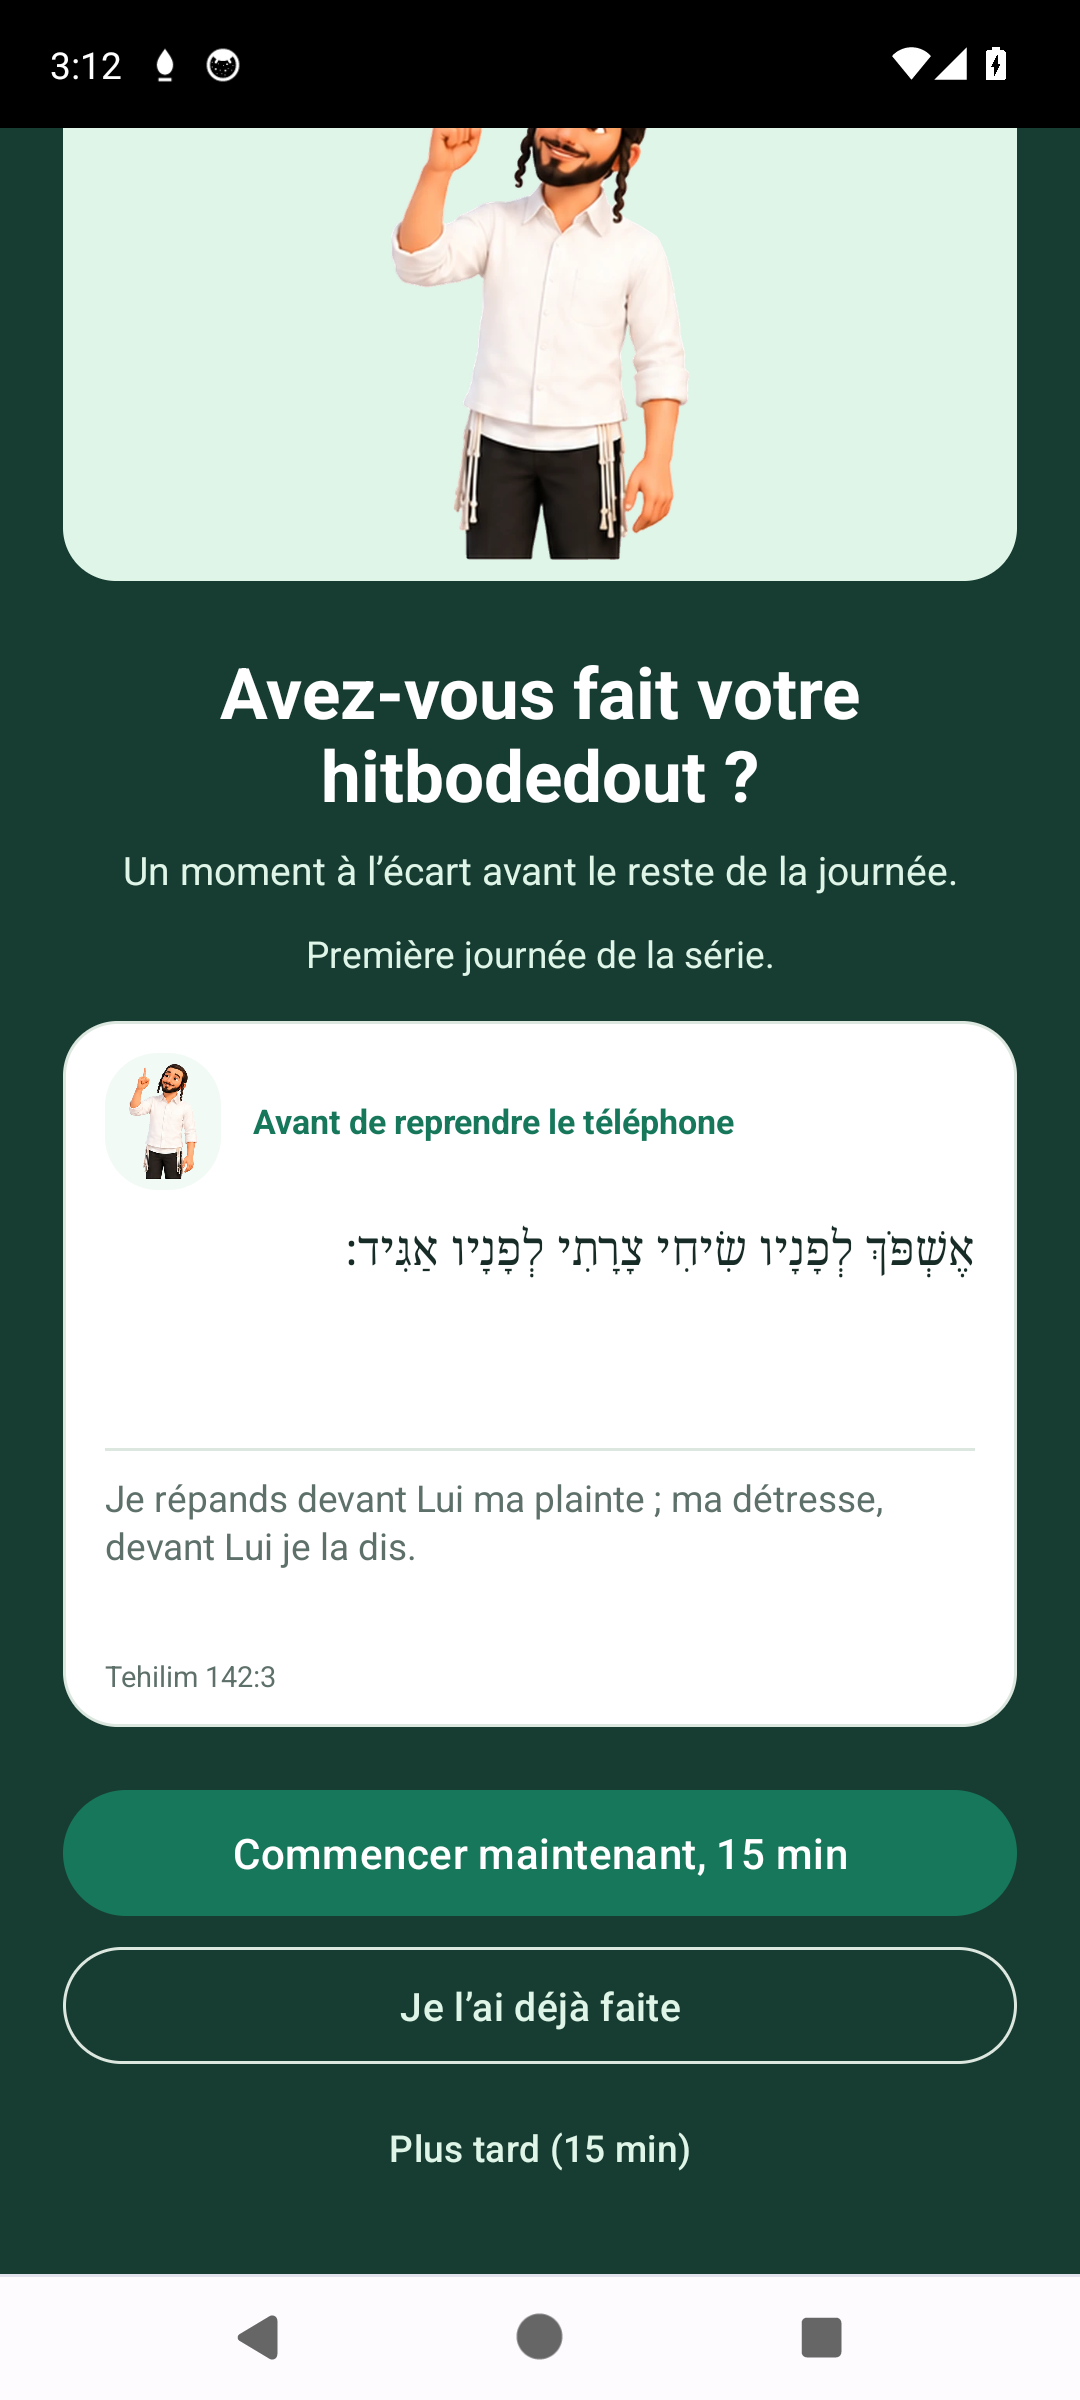 3:12
Avez-vous fait votre
hitbodedout ?
Un moment à l’écart avant le reste de la journée.
Première journée de la série.
Avant de reprendre le téléphone
אֶשְׁפֹּךְ לְפָנָיו שִׂיחִי צָרָתִי לְפָנָיו אַגִּיד:
Je répands devant Lui ma plainte ; ma détresse,
devant Lui je la dis.
Tehilim 142:3
Commencer maintenant, 15 min
Je l’ai déjà faite
Plus tard (15 min)